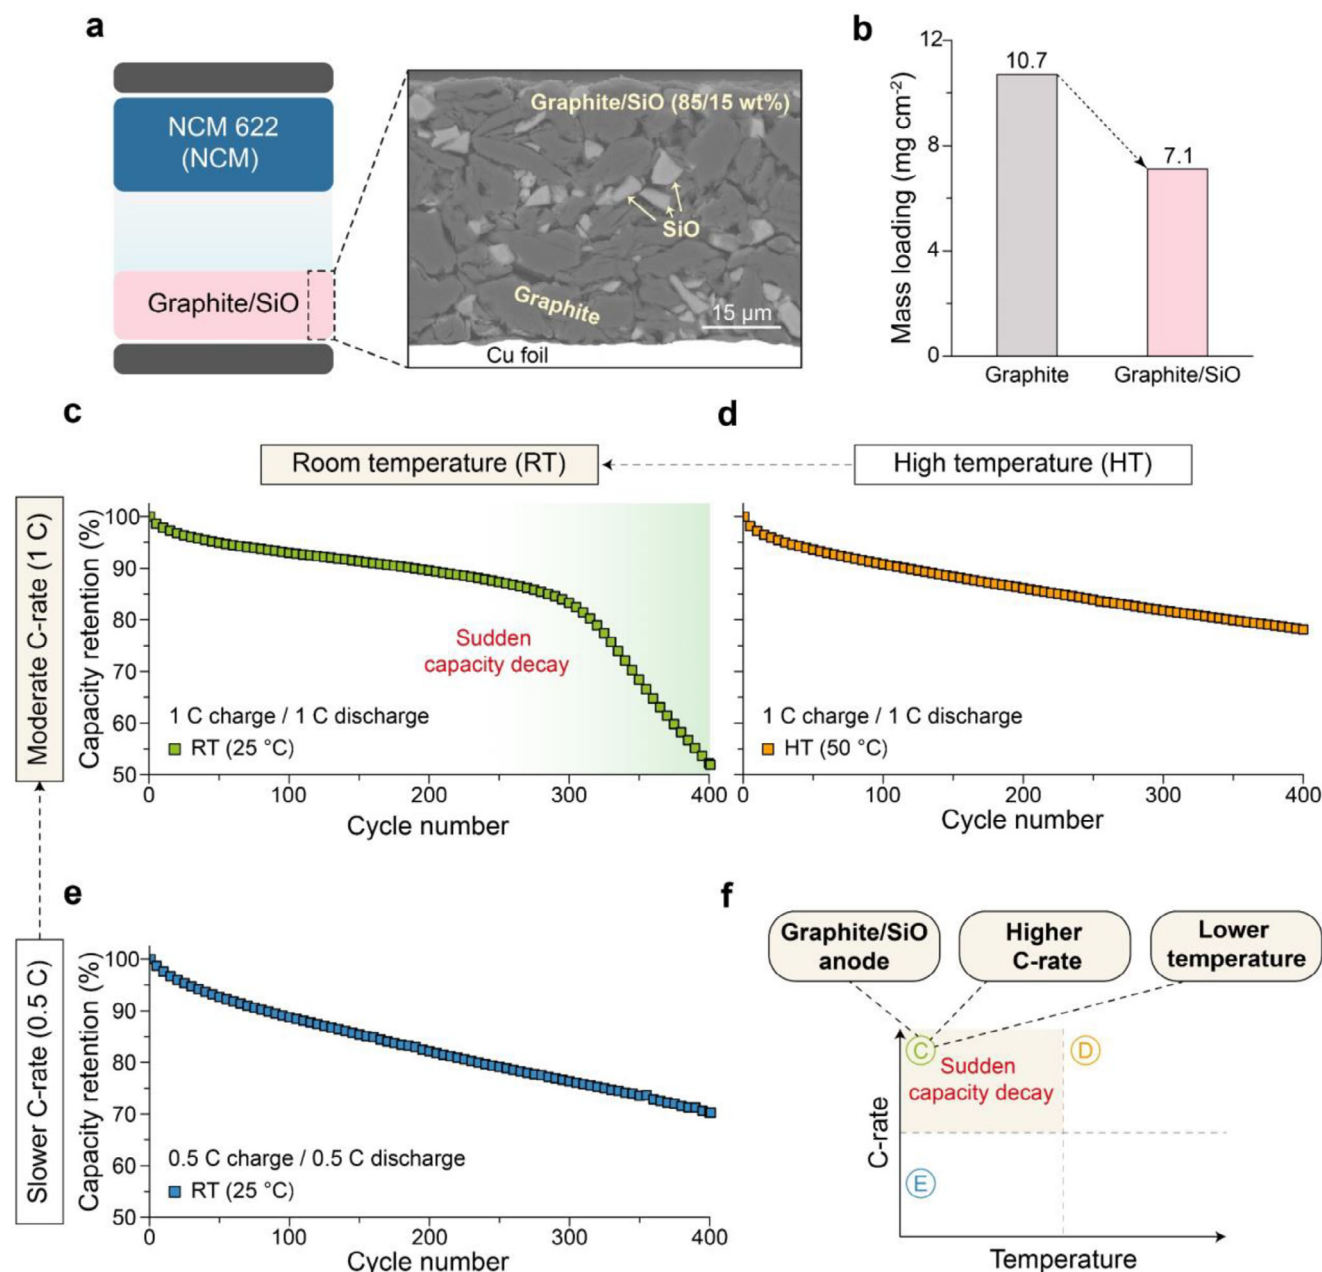 a
NCM 622
(NCM)
Graphite/SiO
Graphite/SiO (85/15 wt%)
SiO
Graphite
15 µm
Cu foil
b
Mass loading (mg cm⁻²)
12
8
4
0
10.7
7.1
Graphite
Graphite/SiO
c
Room temperature (RT)
d
High temperature (HT)
Moderate C-rate (1 C)
Capacity retention (%)
100
90
80
70
60
50
Sudden
capacity decay
1 C charge / 1 C discharge
RT (25 °C)
0
100
200
300
400
Cycle number
1 C charge / 1 C discharge
HT (50 °C)
0
100
200
300
400
Cycle number
e
Slower C-rate (0.5 C)
Capacity retention (%)
100
90
80
70
60
50
0.5 C charge / 0.5 C discharge
RT (25 °C)
0
100
200
300
400
Cycle number
f
Graphite/SiO
anode
Higher
C-rate
Lower
temperature
C
D
Sudden
capacity decay
E
C-rate
Temperature